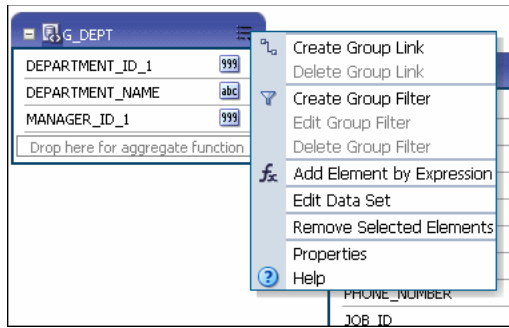 G_DEPT
DEPARTMENT_ID_1 999
DEPARTMENT_NAME abc
MANAGER_ID_1 999
Drop here for aggregate function
Create Group Link
Delete Group Link
Create Group Filter
Edit Group Filter
Delete Group Filter
fx Add Element by Expression
Edit Data Set
Remove Selected Elements
Properties
? Help
PHONE_NUMBER
JOB_ID